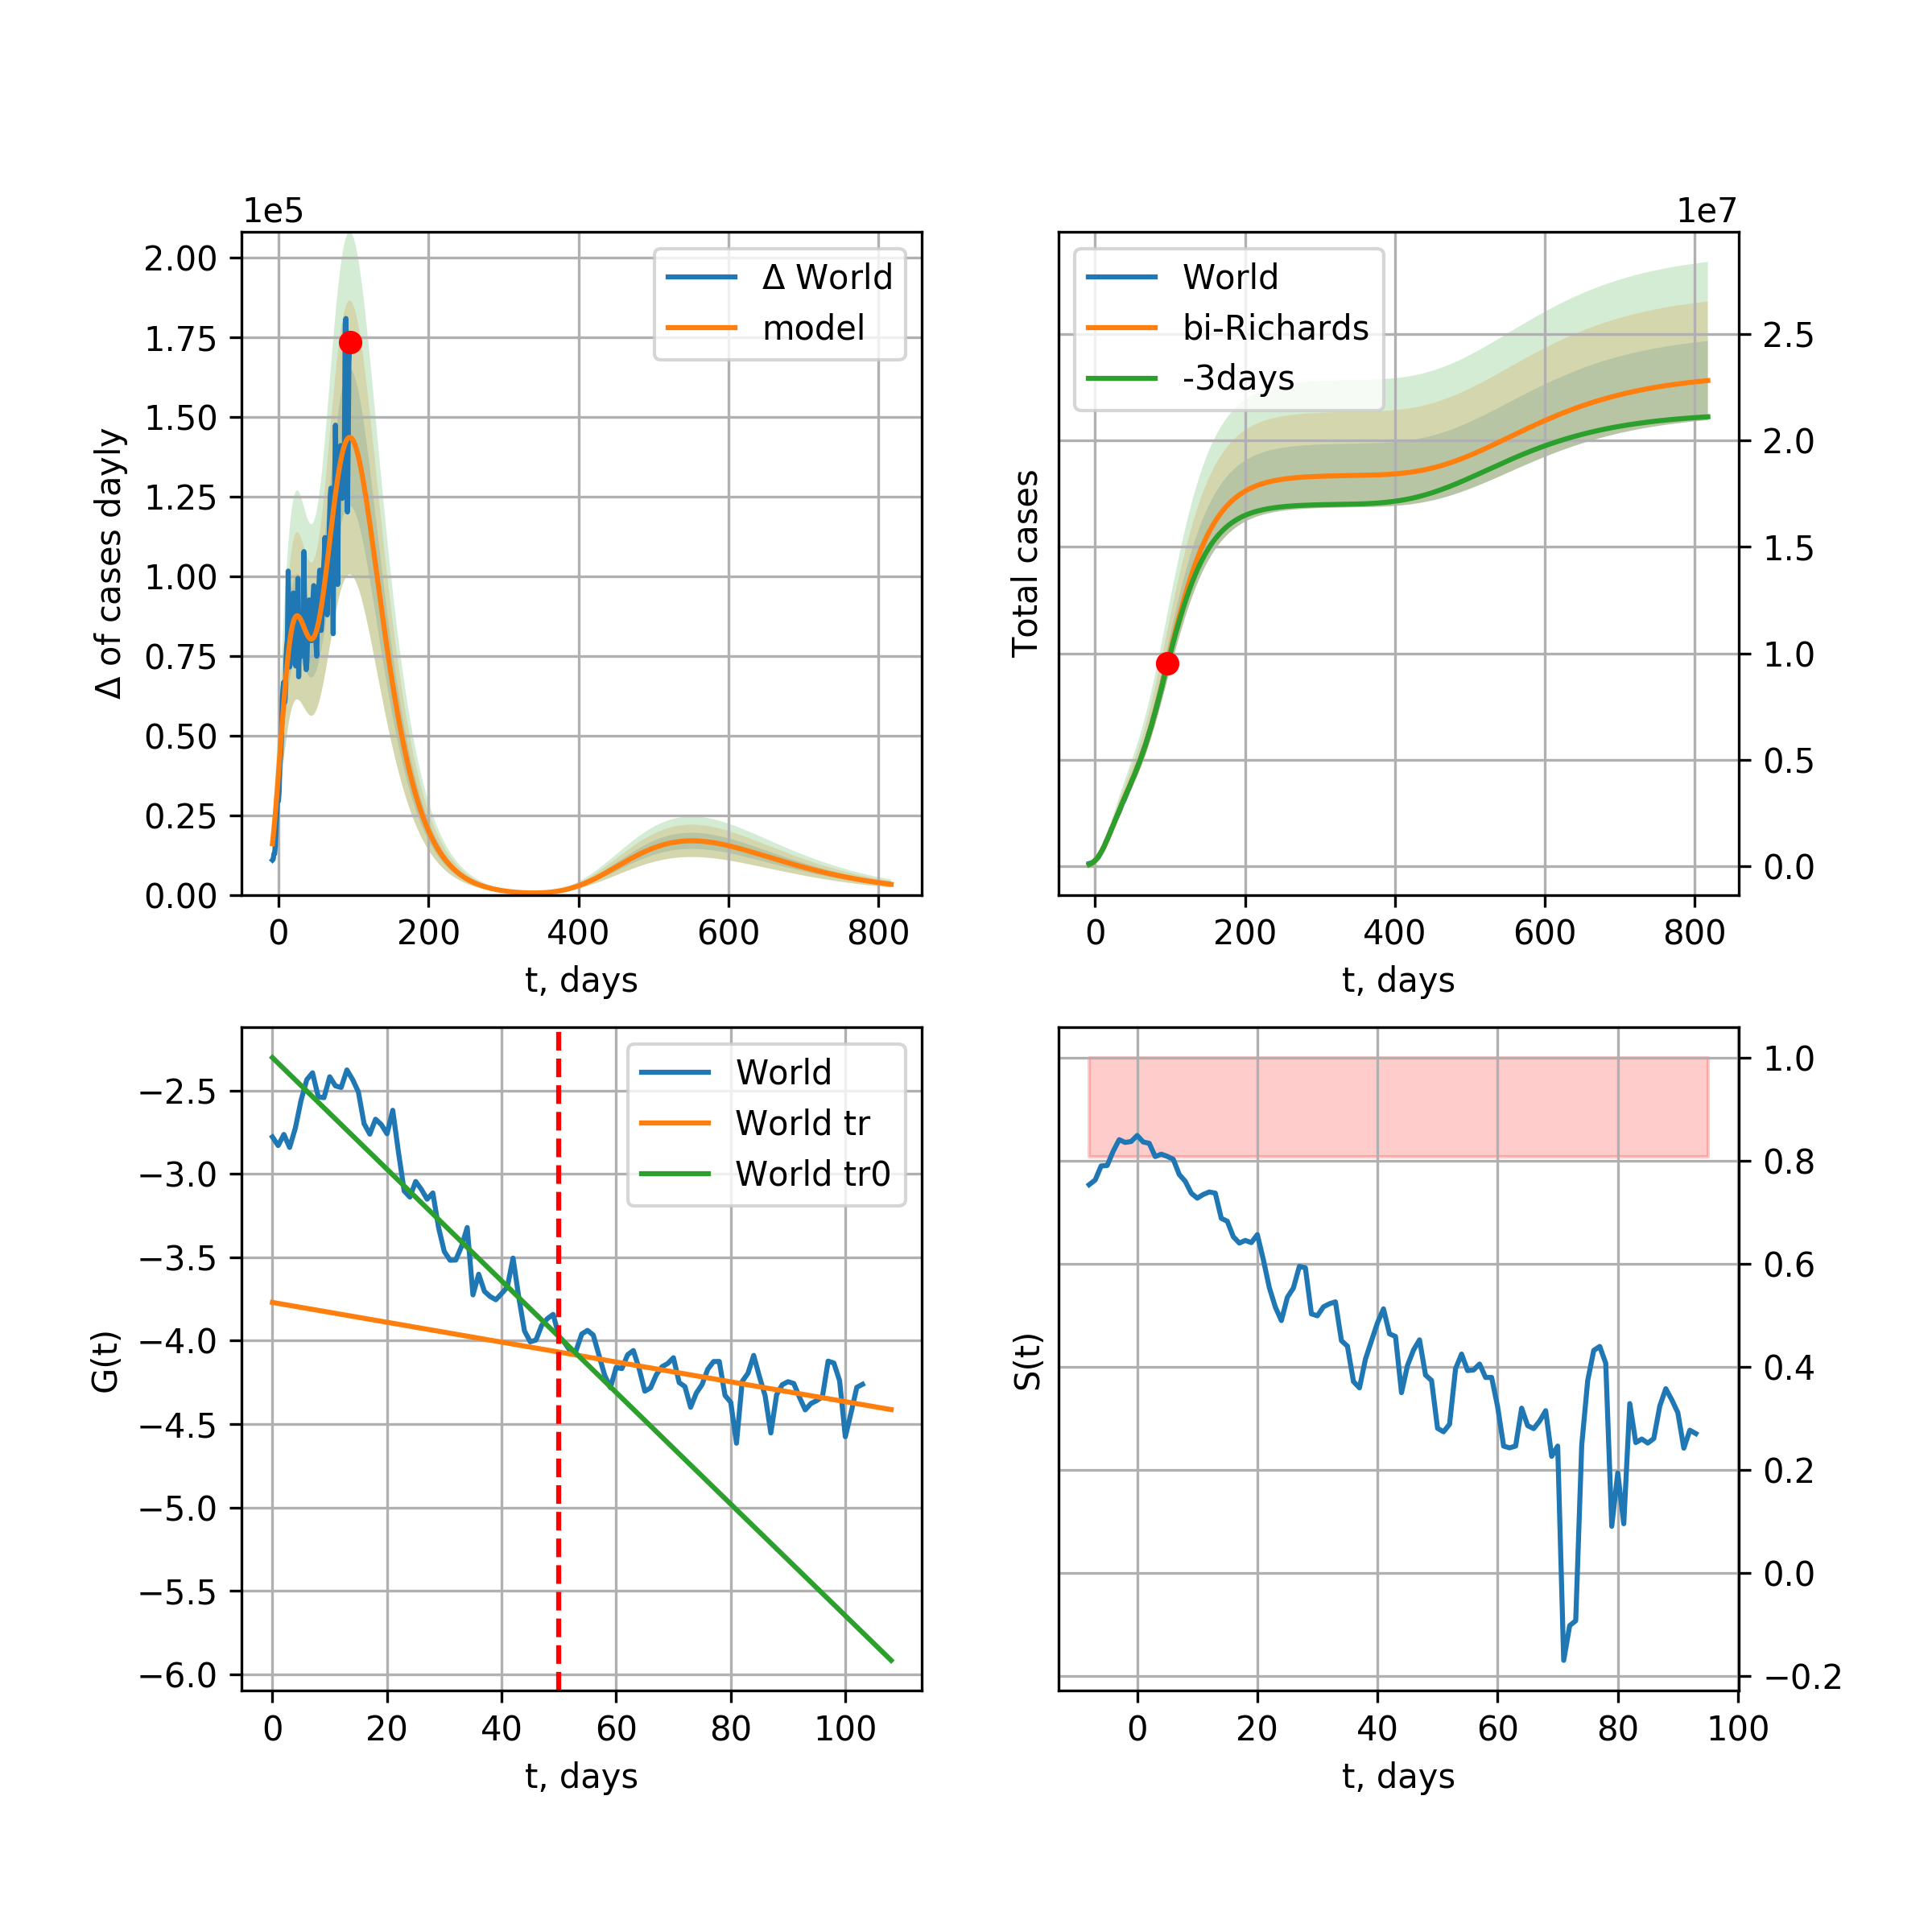 1e5
2.00
1.75
1.50
1.25
1.00
0.75
0.50
0.25
0.00
Δ of cases dayly
Δ World
model
0 200 400 600 800
t, days
1e7
World
bi-Richards
-3days
Total cases
2.5
2.0
1.5
1.0
0.5
0.0
0 200 400 600 800
t, days
−2.5
−3.0
−3.5
−4.0
−4.5
−5.0
−5.5
−6.0
G(t)
World
World tr
World tr0
0 20 40 60 80 100
t, days
S(t)
1.0
0.8
0.6
0.4
0.2
0.0
−0.2
0 20 40 60 80 100
t, days